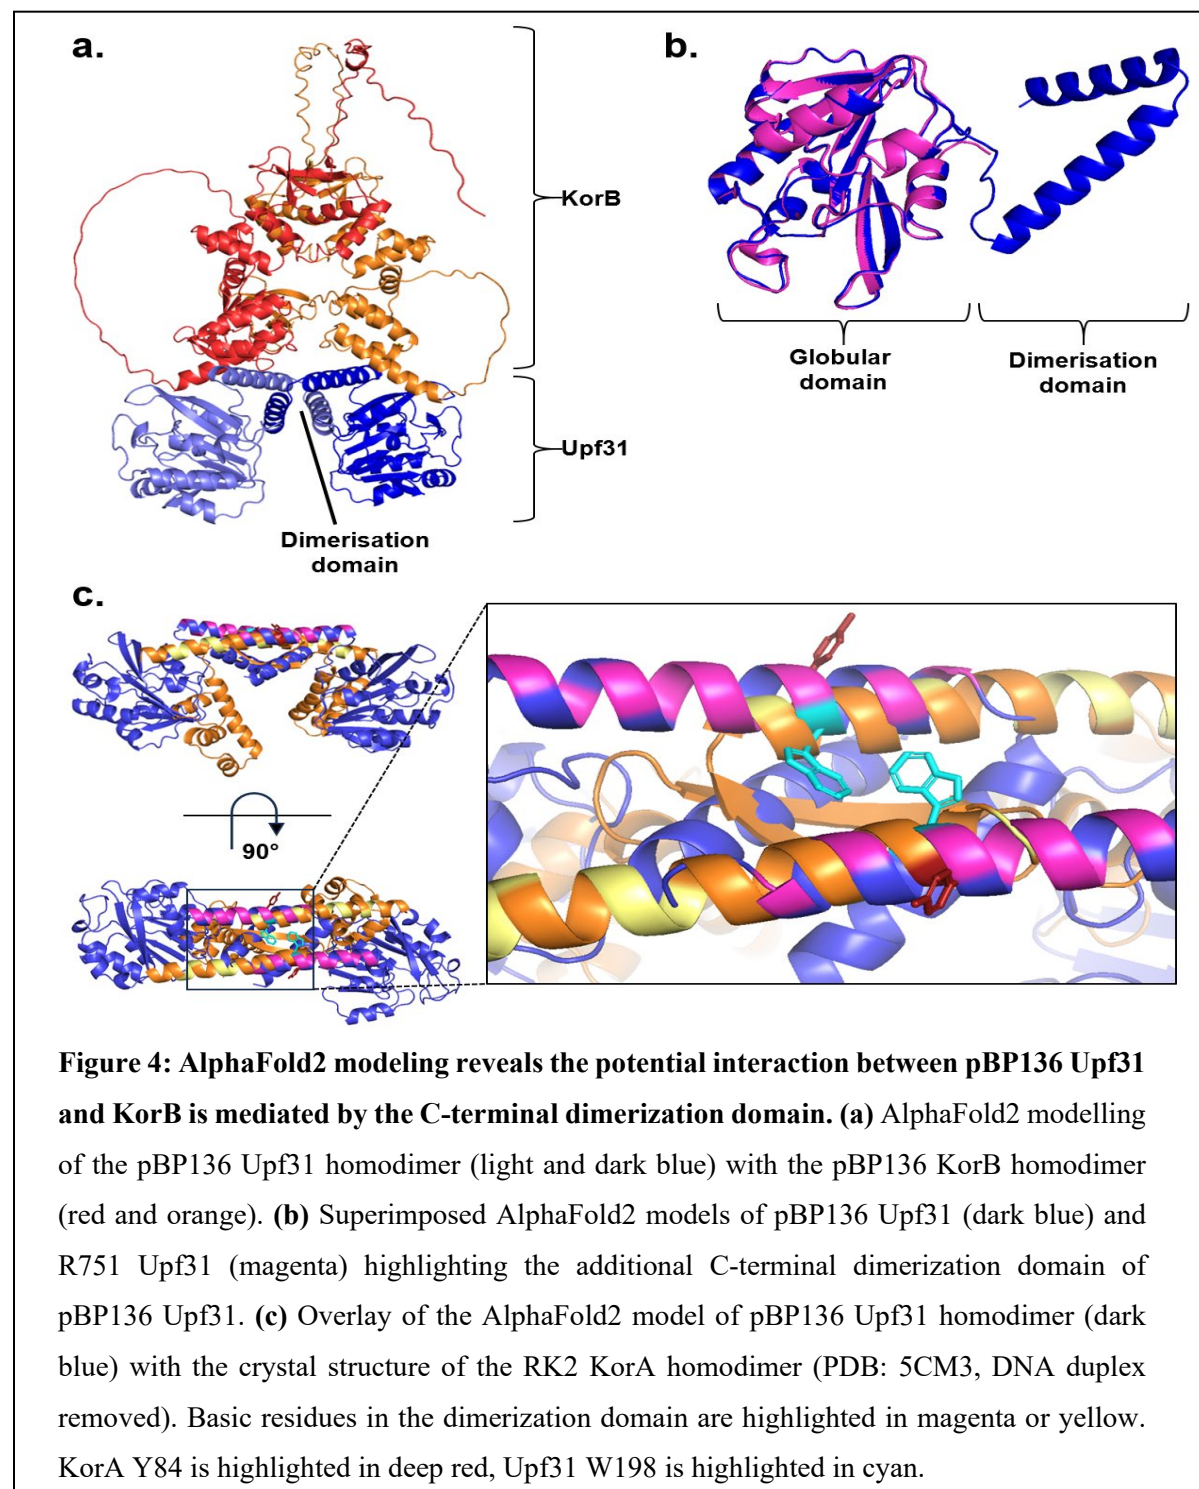 a.
KorB
Upf31
Dimerisation
domain
b.
Globular
domain
Dimerisation
domain
c.
90°
Figure 4: AlphaFold2 modeling reveals the potential interaction between pBP136 Upf31
and KorB is mediated by the C-terminal dimerization domain. (a) AlphaFold2 modelling
of the pBP136 Upf31 homodimer (light and dark blue) with the pBP136 KorB homodimer
(red and orange). (b) Superimposed AlphaFold2 models of pBP136 Upf31 (dark blue) and
R751 Upf31 (magenta) highlighting the additional C-terminal dimerization domain of
pBP136 Upf31. (c) Overlay of the AlphaFold2 model of pBP136 Upf31 homodimer (dark
blue) with the crystal structure of the RK2 KorA homodimer (PDB: 5CM3, DNA duplex
removed). Basic residues in the dimerization domain are highlighted in magenta or yellow.
KorA Y84 is highlighted in deep red, Upf31 W198 is highlighted in cyan.